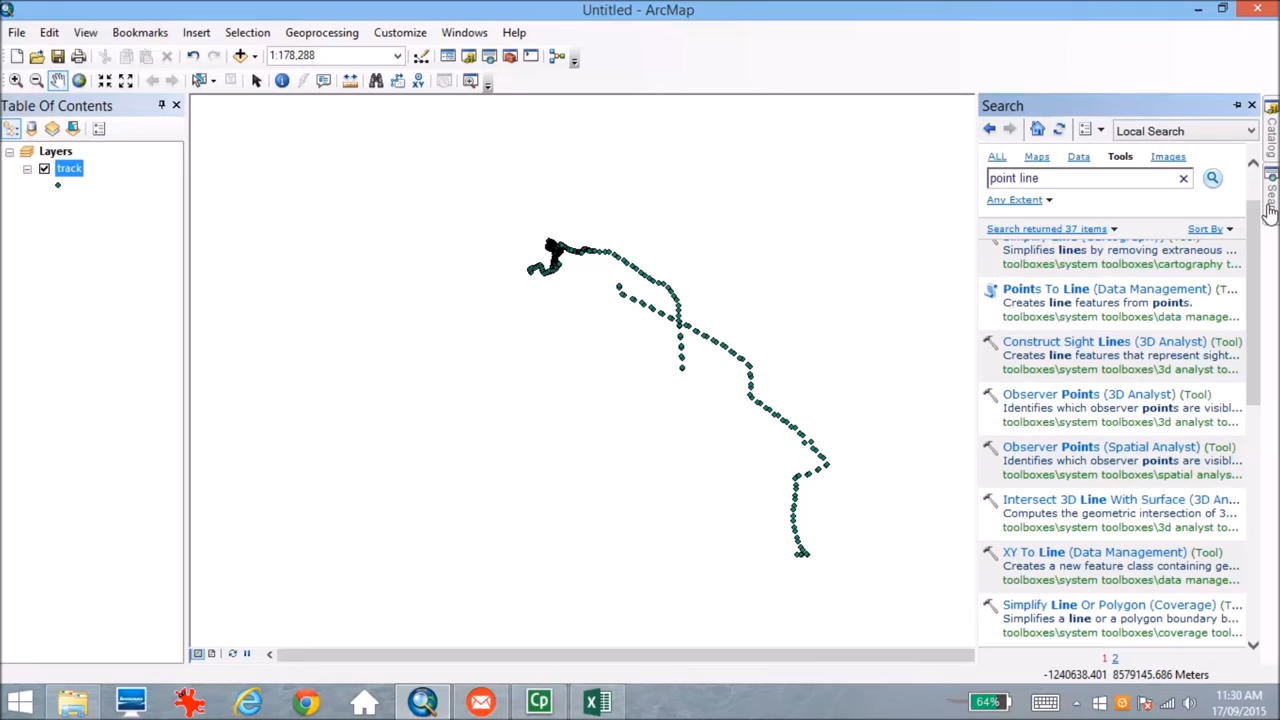 Untitled - ArcMap
File Edit View Bookmarks Insert Selection Geoprocessing Customize Windows Help
1:178,288
Table Of Contents
Layers
track
Search
Local Search
ALL Maps Data Tools Images
point line
Any Extent
Search returned 37 items Sort By
Simplifies lines by removing extraneous ...
toolboxes\system toolboxes\cartography t...
Points To Line (Data Management) (T...
Creates line features from points.
toolboxes\system toolboxes\data manage...
Construct Sight Lines (3D Analyst) (Tool)
Creates line features that represent sight...
toolboxes\system toolboxes\3d analyst to...
Observer Points (3D Analyst) (Tool)
Identifies which observer points are visibl...
toolboxes\system toolboxes\3d analyst to...
Observer Points (Spatial Analyst) (Tool)
Identifies which observer points are visibl...
toolboxes\system toolboxes\spatial analys...
Intersect 3D Line With Surface (3D An...
Computes the geometric intersection of 3...
toolboxes\system toolboxes\3d analyst to...
XY To Line (Data Management) (Tool)
Creates a new feature class containing ge...
toolboxes\system toolboxes\data manage...
Simplify Line Or Polygon (Coverage) (T...
Simplifies a line or a polygon boundary b...
toolboxes\system toolboxes\coverage tool...
1 2
Catalog
-1240638.401 8579145.686 Meters
Cp
64%
11:30 AM
17/09/2015